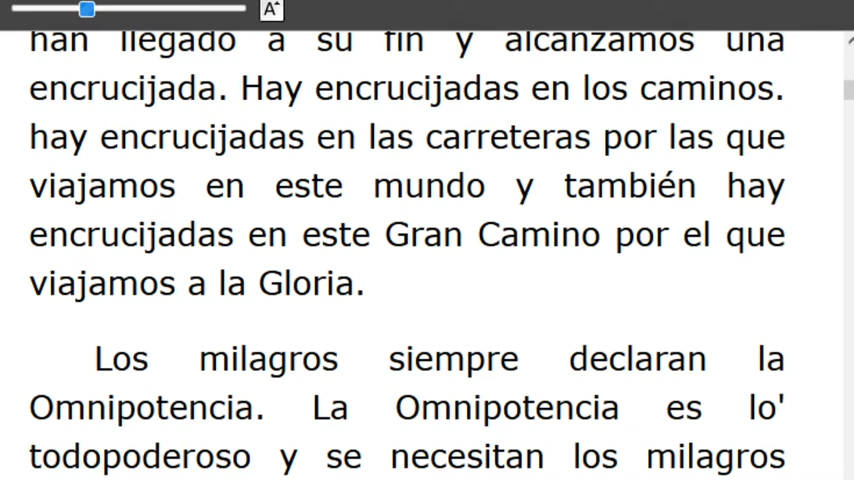 A
han llegado a su fin y alcanzamos una
encrucijada. Hay encrucijadas en los caminos.
hay encrucijadas en las carreteras por las que
viajamos en este mundo y también hay
encrucijadas en este Gran Camino por el que
viajamos a la Gloria.
Los milagros siempre declaran la
Omnipotencia. La Omnipotencia es lo'
todopoderoso y se necesitan los milagros